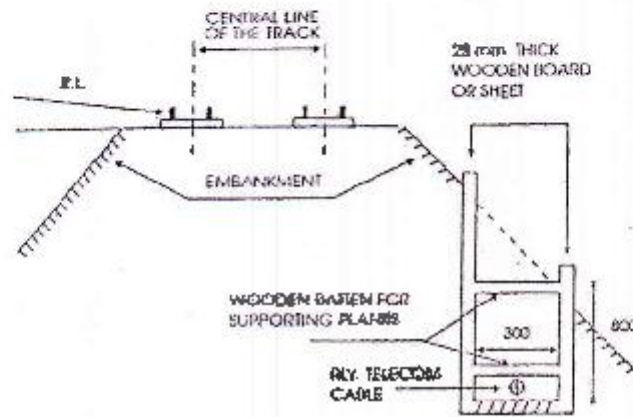 CENTRAL LINE
OF THE TRACK
28 mm THICK
WOODEN BOARD
OR SHEET
EMBANKMENT
WOODEN BATTEN FOR
SUPPORTING PLANKS
300
RLY. TELECOM
CABLE